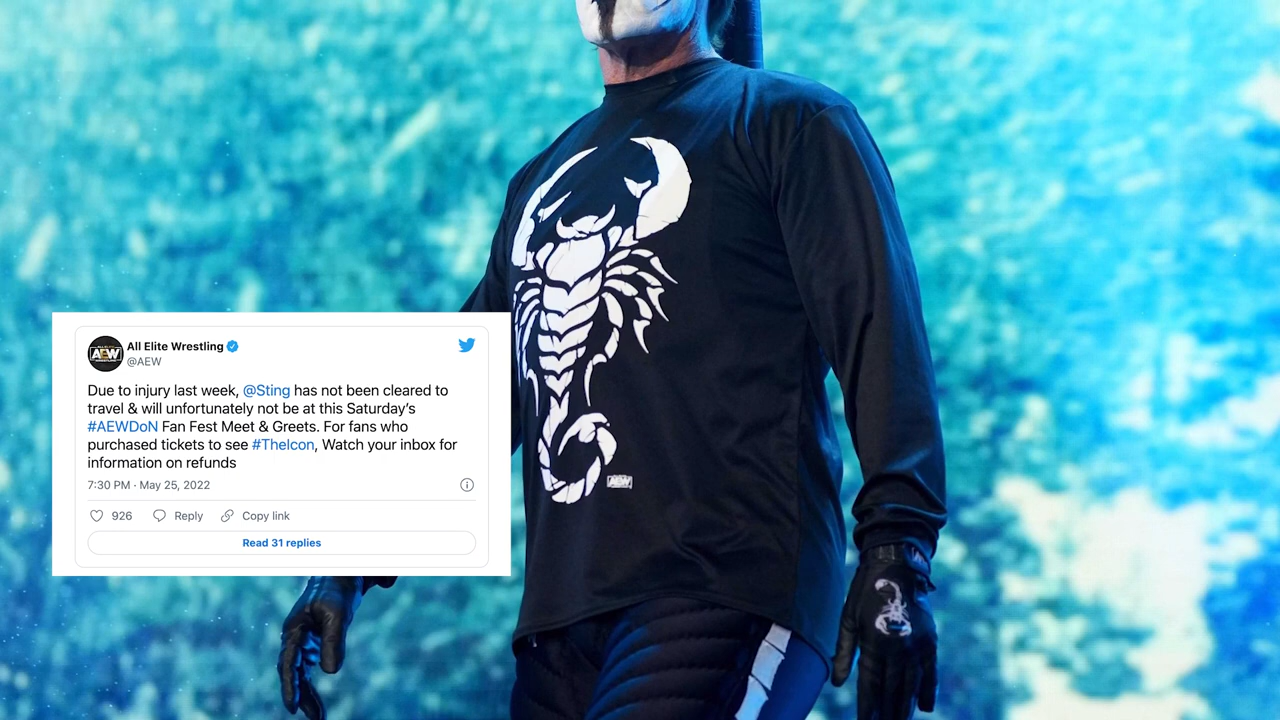 All Elite Wrestling
@AEW
Due to injury last week, @Sting has not been cleared to
travel & will unfortunately not be at this Saturday's
#AEWDoN Fan Fest Meet & Greets. For fans who
purchased tickets to see #TheIcon, Watch your inbox for
information on refunds
7:30 PM · May 25, 2022
926 Reply Copy link
Read 31 replies
AEW